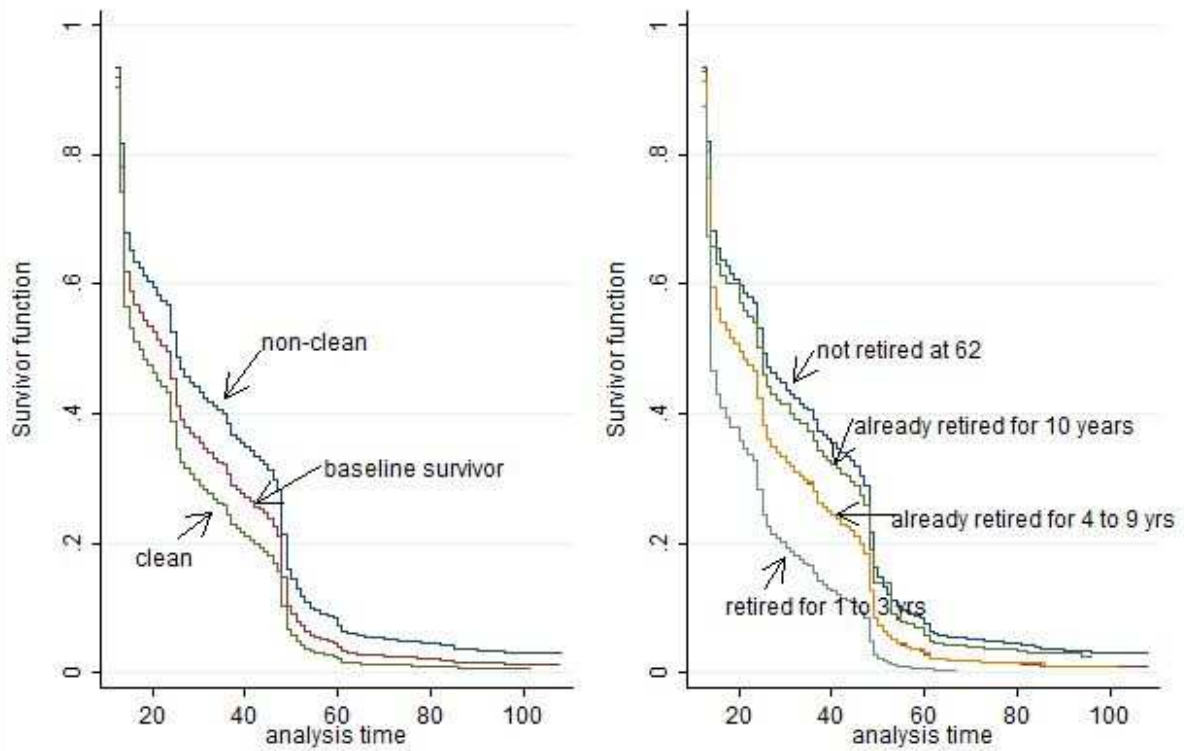 Survivor function
1
.8
.6
.4
.2
0
non-clean
baseline survivor
clean
20 40 60 80 100
analysis time
Survivor function
1
.8
.6
.4
.2
0
not retired at 62
already retired for 10 years
already retired for 4 to 9 yrs
retired for 1 to 3 yrs
20 40 60 80 100
analysis time